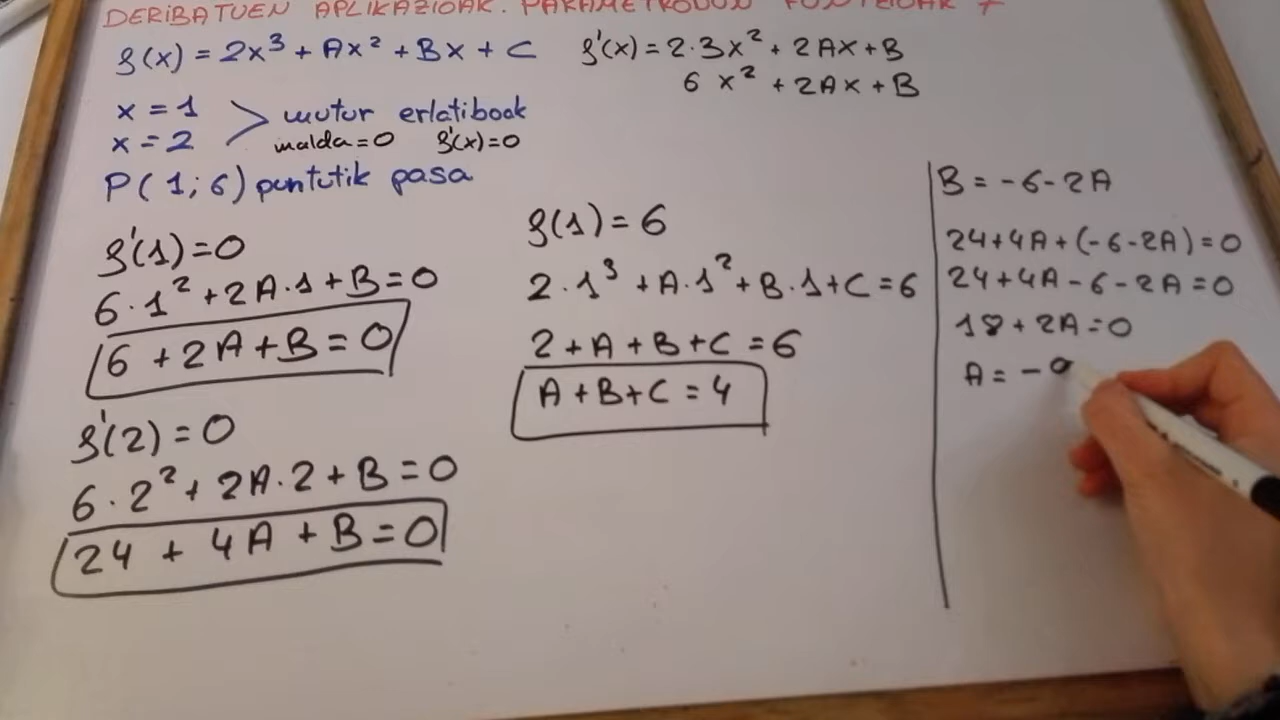 DERIBATUEN APLIKAZIOAK. PARAMETRODUN FUNTZIOAK 7
f(x) = 2x³ + Ax² + Bx + C
f'(x) = 2·3x² + 2Ax + B
6 x² + 2Ax + B
x = 1
x = 2
mutur erlatiboak
malda = 0 f'(x) = 0
P(1; 6) puntutik pasa
f'(1) = 0
6·1² + 2A·1 + B = 0
6 + 2A + B = 0
f'(2) = 0
6·2² + 2A·2 + B = 0
24 + 4A + B = 0
f(1) = 6
2·1³ + A·1² + B·1 + C = 6
2 + A + B + C = 6
A + B + C = 4
B = -6 - 2A
24 + 4A + (-6 - 2A) = 0
24 + 4A - 6 - 2A = 0
18 + 2A = 0
A = -9